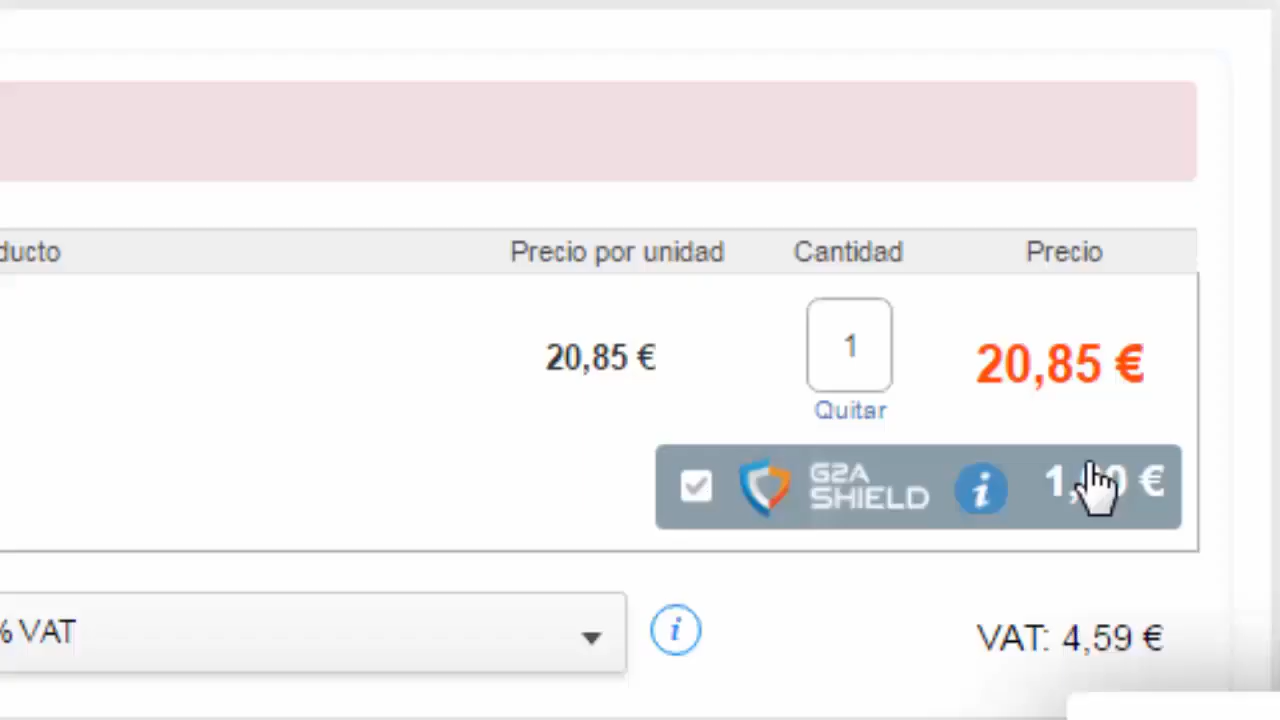 ducto Precio por unidad Cantidad Precio
20,85 € 1 20,85 €
Quitar
G2A
SHIELD i €
% VAT i VAT: 4,59 €